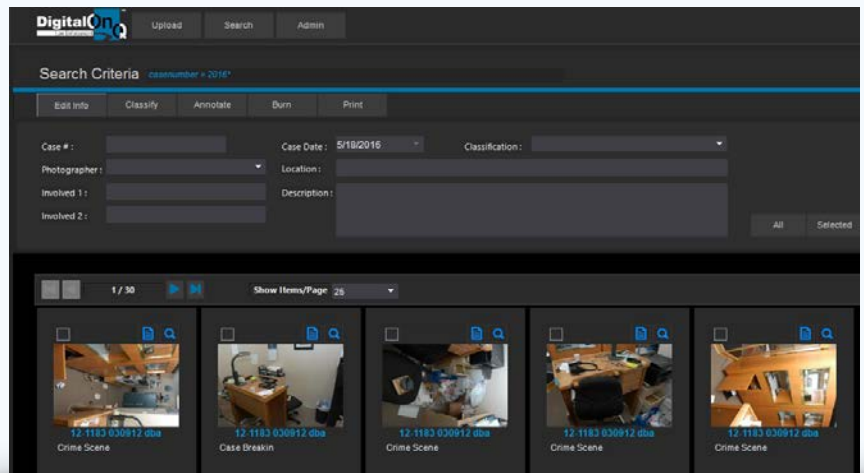 DigitalOnQ
Upload Search Admin
Search Criteria casenumber = 2016*
Edit Info Classify Annotate Burn Print
Case # : Case Date : 5/18/2016 Classification :
Photographer : Location :
Involved 1 : Description :
Involved 2 :
All Selected
1 / 30 Show Items/Page 25
12-1183 030912 dba 12-1183 030912 dba 12-1183 030912 dba 12-1183 030912 dba 12-1183 030912 dba
Crime Scene Case Breakin Crime Scene Crime Scene Crime Scene